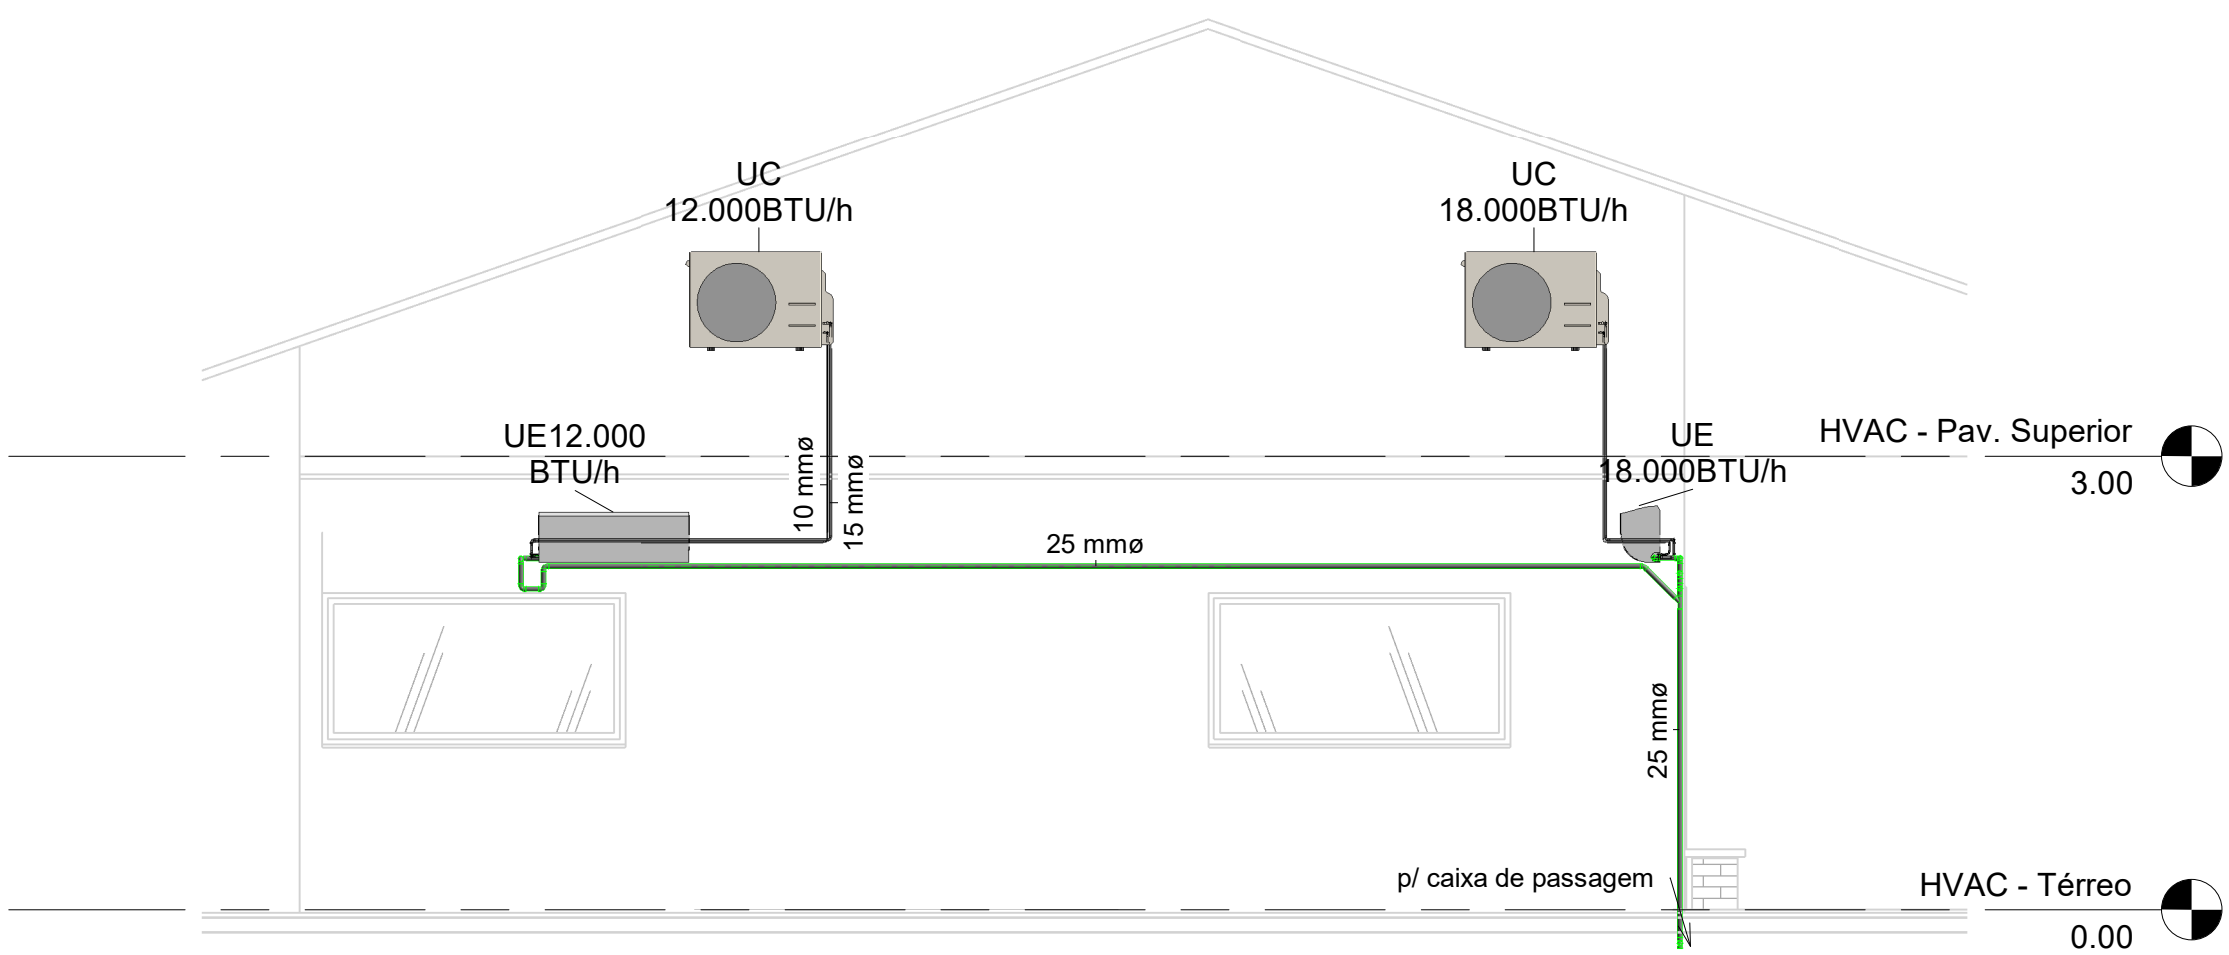 UC
12.000BTU/h
UC
18.000BTU/h
UE12.000
BTU/h
10 mmø
15 mmø
UE
18.000BTU/h
HVAC - Pav. Superior
3.00
25 mmø
25 mmø
p/ caixa de passagem
HVAC - Térreo
0.00